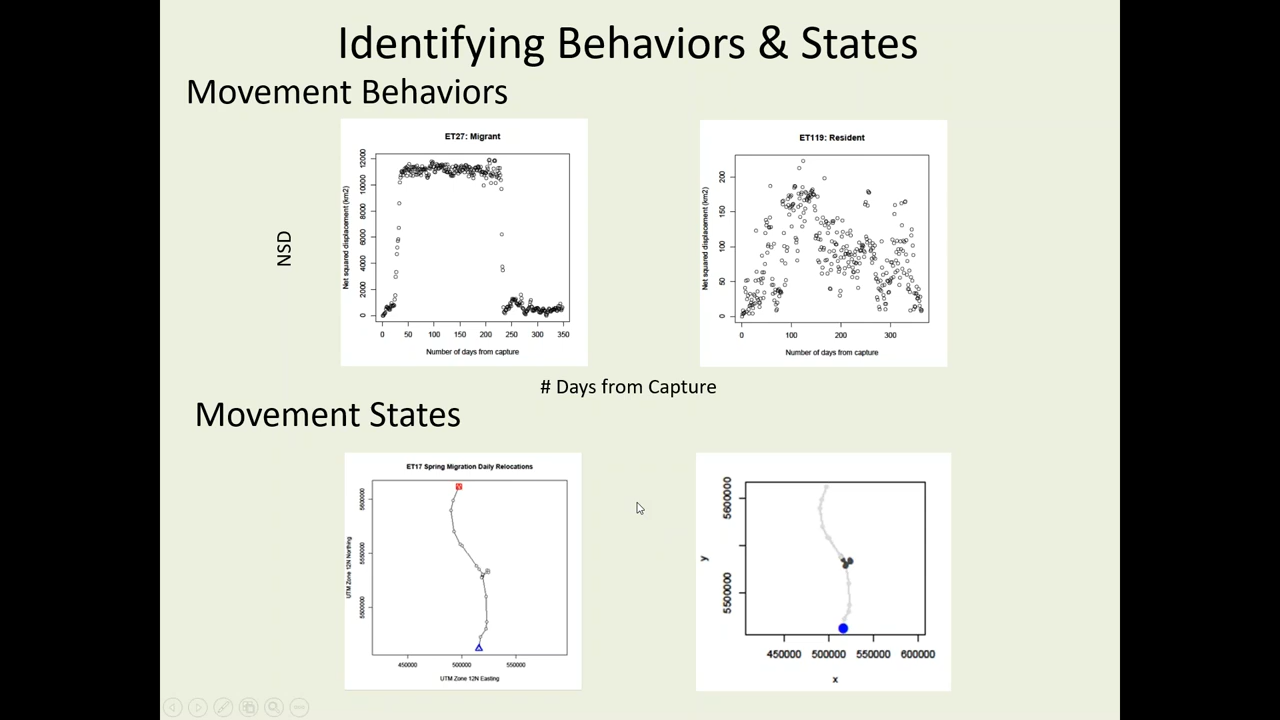 Identifying Behaviors & States
Movement Behaviors
ET27: Migrant
Net squared displacement (km2)
0 2000 4000 6000 8000 10000 12000
0 50 100 150 200 250 300 350
Number of days from capture
ET119: Resident
Net squared displacement (km2)
0 50 100 150 200
0 100 200 300
Number of days from capture
NSD
# Days from Capture
Movement States
ET17 Spring Migration Daily Relocations
UTM Zone 12N Northing
5500000 5550000 5600000
450000 500000 550000
UTM Zone 12N Easting
y
5500000 5600000
450000 500000 550000 600000
x